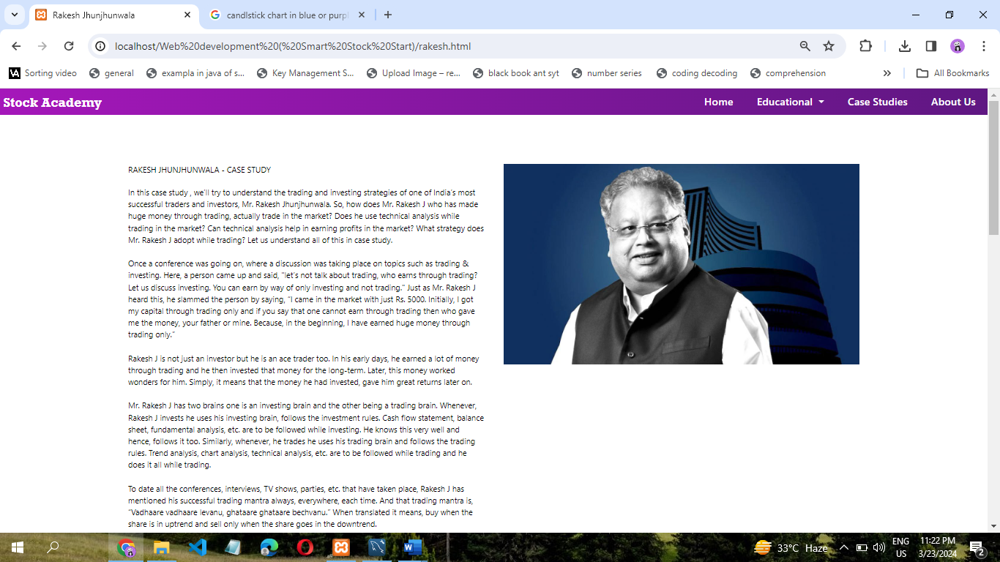 Rakesh Jhunjhunwala
candlstick chart in blue or purp
localhost/Web%20development%20(%20Smart%20Stock%20Start)/rakesh.html
Sorting video
general
exampla in java of s...
Key Management S...
Upload Image – re...
black book ant syt
number series
coding decoding
comprehension
All Bookmarks
Stock Academy
Home
Educational
Case Studies
About Us
RAKESH JHUNJHUNWALA - CASE STUDY
In this case study , we'll try to understand the trading and investing strategies of one of India's most
successful traders and investors, Mr. Rakesh Jhunjhunwala. So, how does Mr. Rakesh J who has made
huge money through trading, actually trade in the market? Does he use technical analysis while
trading in the market? Can technical analysis help in earning profits in the market? What strategy does
Mr. Rakesh J adopt while trading? Let us understand all of this in case study.
Once a conference was going on, where a discussion was taking place on topics such as trading &
investing. Here, a person came up and said, "let's not talk about trading, who earns through trading?
Let us discuss investing. You can earn by way of only investing and not trading." Just as Mr. Rakesh J
heard this, he slammed the person by saying, "I came in the market with just Rs. 5000. Initially, I got
my capital through trading only and if you say that one cannot earn through trading then who gave
me the money, your father or mine. Because, in the beginning, I have earned huge money through
trading only."
Rakesh J is not just an investor but he is an ace trader too. In his early days, he earned a lot of money
through trading and he then invested that money for the long-term. Later, this money worked
wonders for him. Simply, it means that the money he had invested, gave him great returns later on.
Mr. Rakesh J has two brains one is an investing brain and the other being a trading brain. Whenever,
Rakesh J invests he uses his investing brain, follows the investment rules. Cash flow statement, balance
sheet, fundamental analysis, etc. are to be followed while investing. He knows this very well and
hence, follows it too. Similarly, whenever, he trades he uses his trading brain and follows the trading
rules. Trend analysis, chart analysis, technical analysis, etc. are to be followed while trading and he
does it all while trading.
To date all the conferences, interviews, TV shows, parties, etc. that have taken place, Rakesh J has
mentioned his successful trading mantra always, everywhere, each time. And that trading mantra is,
"Vadhaare vadhaare levanu, ghataare ghataare bechvanu." When translated it means, buy when the
share is in uptrend and sell only when the share goes in the downtrend.
33°C Haze
ENG
US
11:22 PM
3/23/2024
2